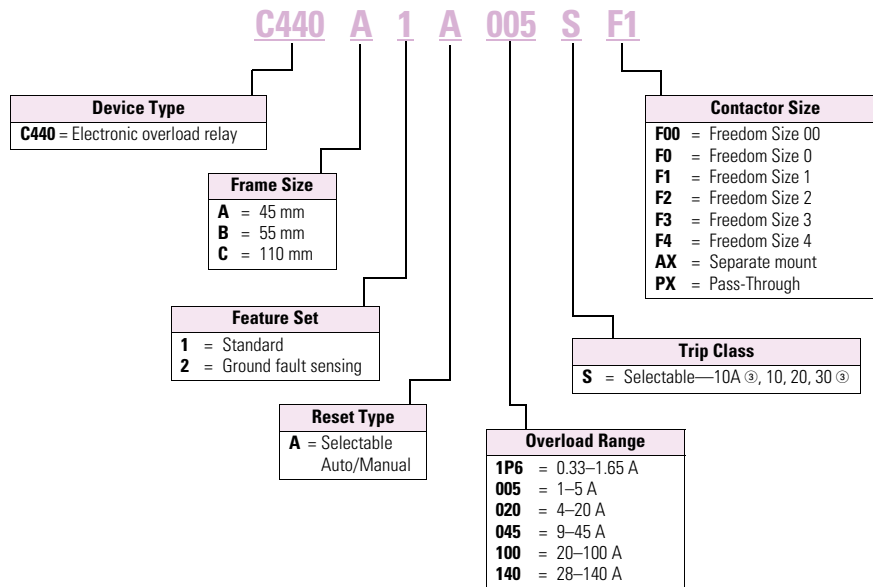 C440 A 1 A 005 S F1
Device Type
C440 = Electronic overload relay
Frame Size
A = 45 mm
B = 55 mm
C = 110 mm
Feature Set
1 = Standard
2 = Ground fault sensing
Reset Type
A = Selectable
Auto/Manual
Overload Range
1P6 = 0.33–1.65 A
005 = 1–5 A
020 = 4–20 A
045 = 9–45 A
100 = 20–100 A
140 = 28–140 A
Trip Class
S = Selectable—10A ③, 10, 20, 30 ③
Contactor Size
F00 = Freedom Size 00
F0 = Freedom Size 0
F1 = Freedom Size 1
F2 = Freedom Size 2
F3 = Freedom Size 3
F4 = Freedom Size 4
AX = Separate mount
PX = Pass-Through